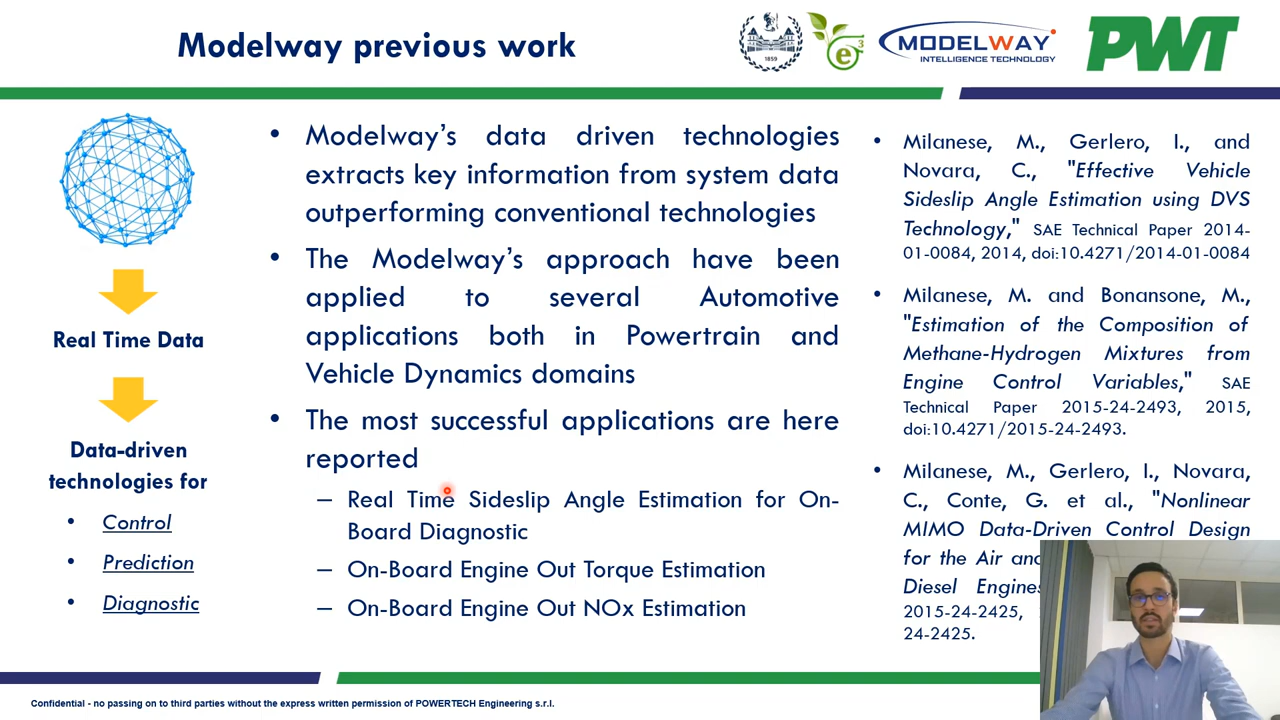 Modelway previous work
1859
e3
MODELWAY
INTELLIGENCE TECHNOLOGY
PWT
Real Time Data
Data-driven
technologies for
• Control
• Prediction
• Diagnostic
• Modelway's data driven technologies
extracts key information from system data
outperforming conventional technologies
• The Modelway's approach have been
applied to several Automotive
applications both in Powertrain and
Vehicle Dynamics domains
• The most successful applications are here
reported
– Real Time Sideslip Angle Estimation for On-
Board Diagnostic
– On-Board Engine Out Torque Estimation
– On-Board Engine Out NOx Estimation
• Milanese, M., Gerlero, I., and
Novara, C., "Effective Vehicle
Sideslip Angle Estimation using DVS
Technology," SAE Technical Paper 2014-
01-0084, 2014, doi:10.4271/2014-01-0084
• Milanese, M. and Bonansone, M.,
"Estimation of the Composition of
Methane-Hydrogen Mixtures from
Engine Control Variables," SAE
Technical Paper 2015-24-2493, 2015,
doi:10.4271/2015-24-2493.
• Milanese, M., Gerlero, I., Novara,
C., Conte, G. et al., "Nonlinear
MIMO Data-Driven Control Design
for the Air and
Diesel Engines
2015-24-2425,
24-2425.
Confidential - no passing on to third parties without the express written permission of POWERTECH Engineering s.r.l.